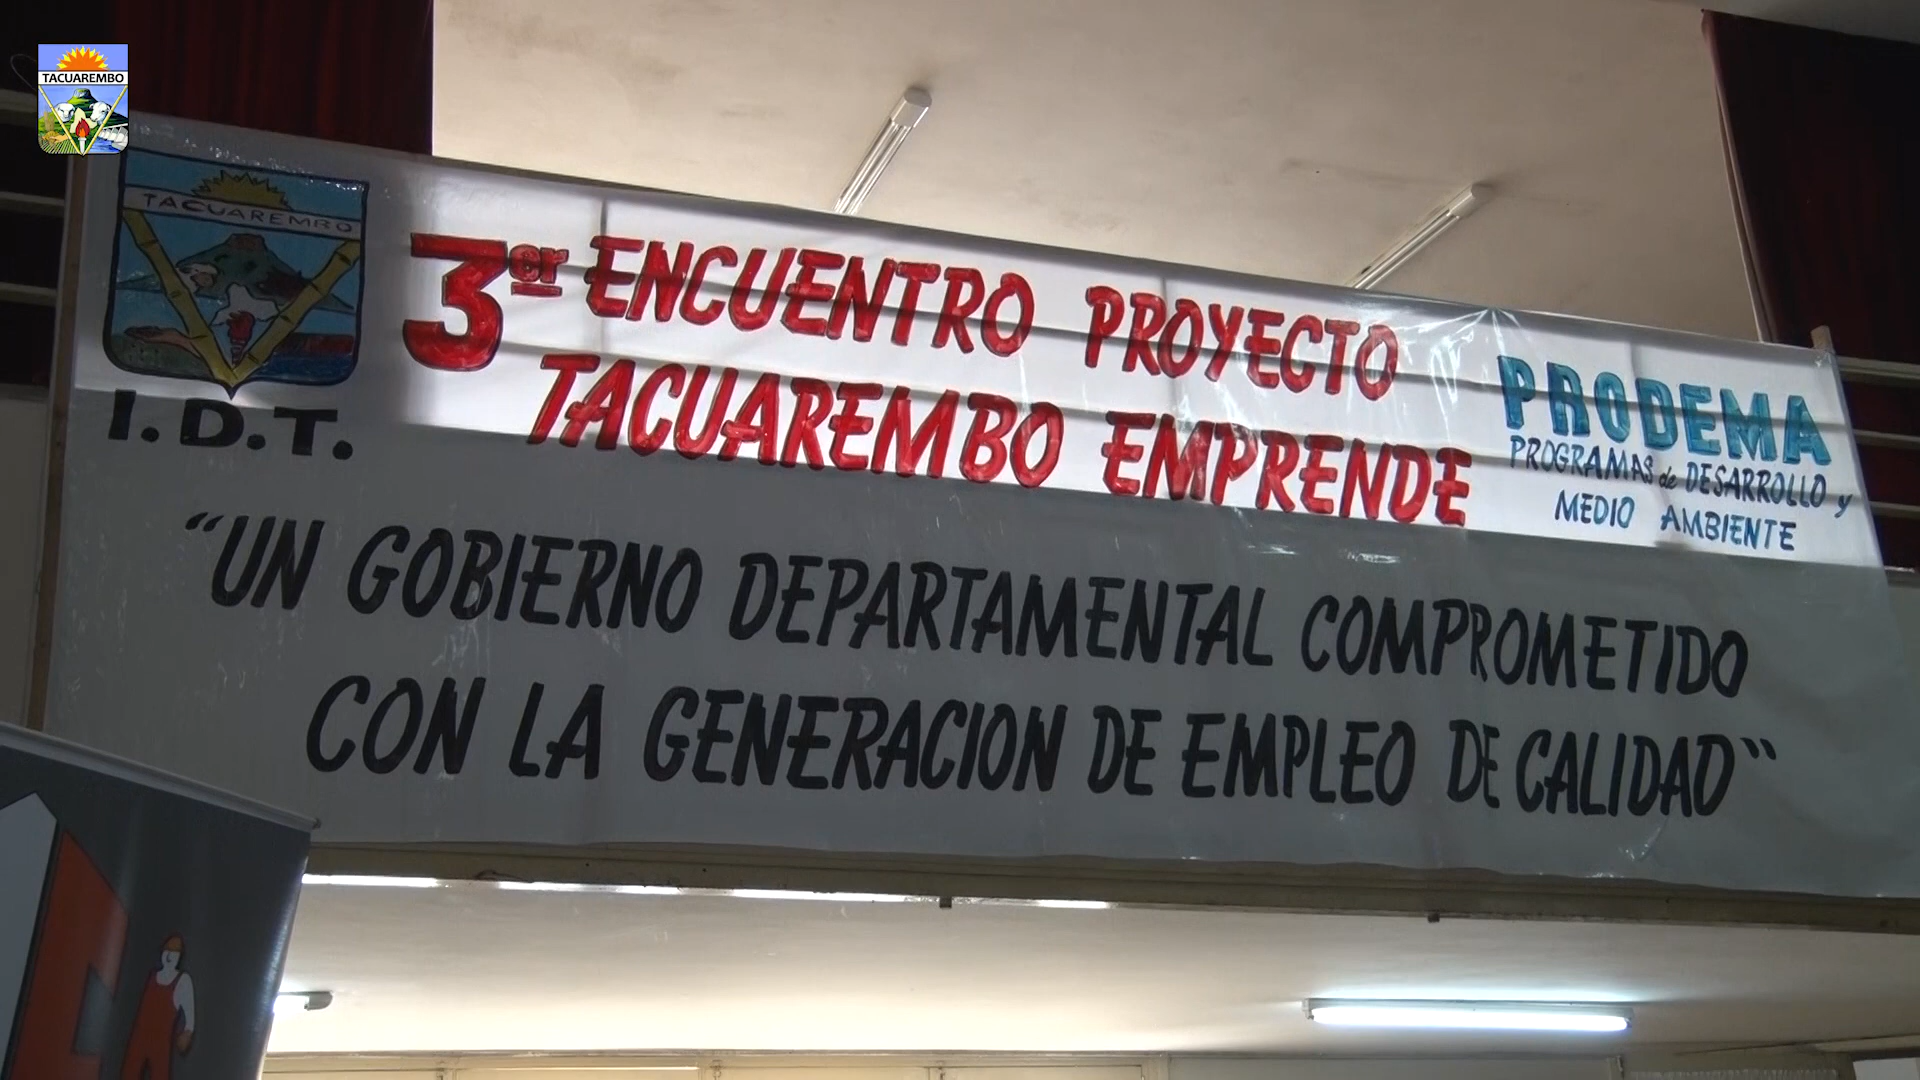 TACUAREMBO
TACUAREMBO
I.D.T.
3er ENCUENTRO PROYECTO
TACUAREMBO EMPRENDE
PRODEMA
PROGRAMAS de DESARROLLO y
MEDIO AMBIENTE
“UN GOBIERNO DEPARTAMENTAL COMPROMETIDO
CON LA GENERACION DE EMPLEO DE CALIDAD”